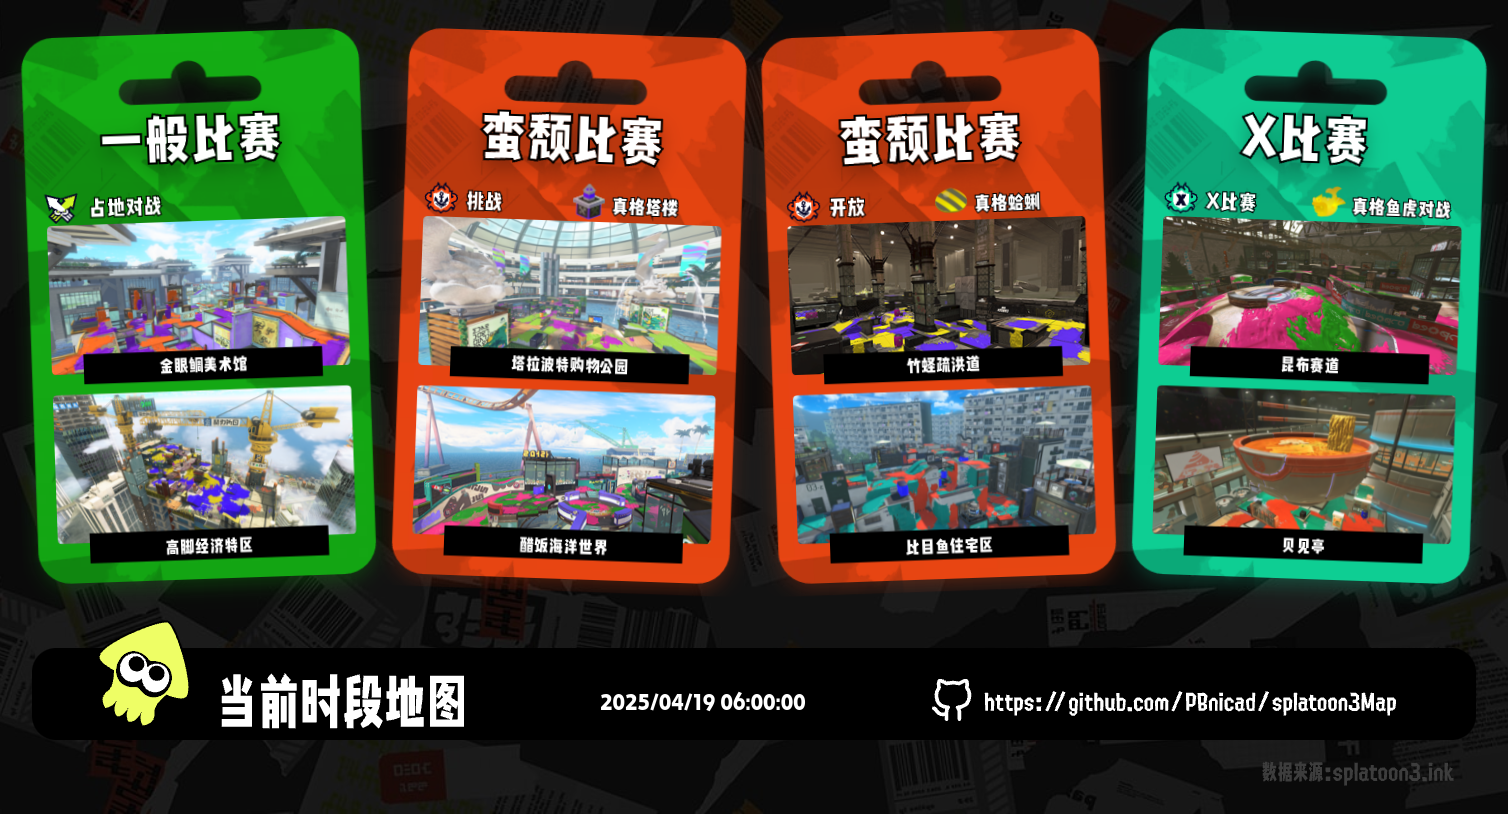 一般比赛
占地对战
金眼鲷美术馆
高脚经济特区
蛮颓比赛
挑战
真格塔楼
塔拉波特购物公园
醋饭海洋世界
蛮颓比赛
开放
真格蛤蜊
竹蛏疏洪道
比目鱼住宅区
X比赛
X比赛
真格鱼虎对战
昆布赛道
贝见亭
当前时段地图
2025/04/19 06:00:00
https://github.com/PBnicad/splatoon3Map
数据来源:splatoon3.ink